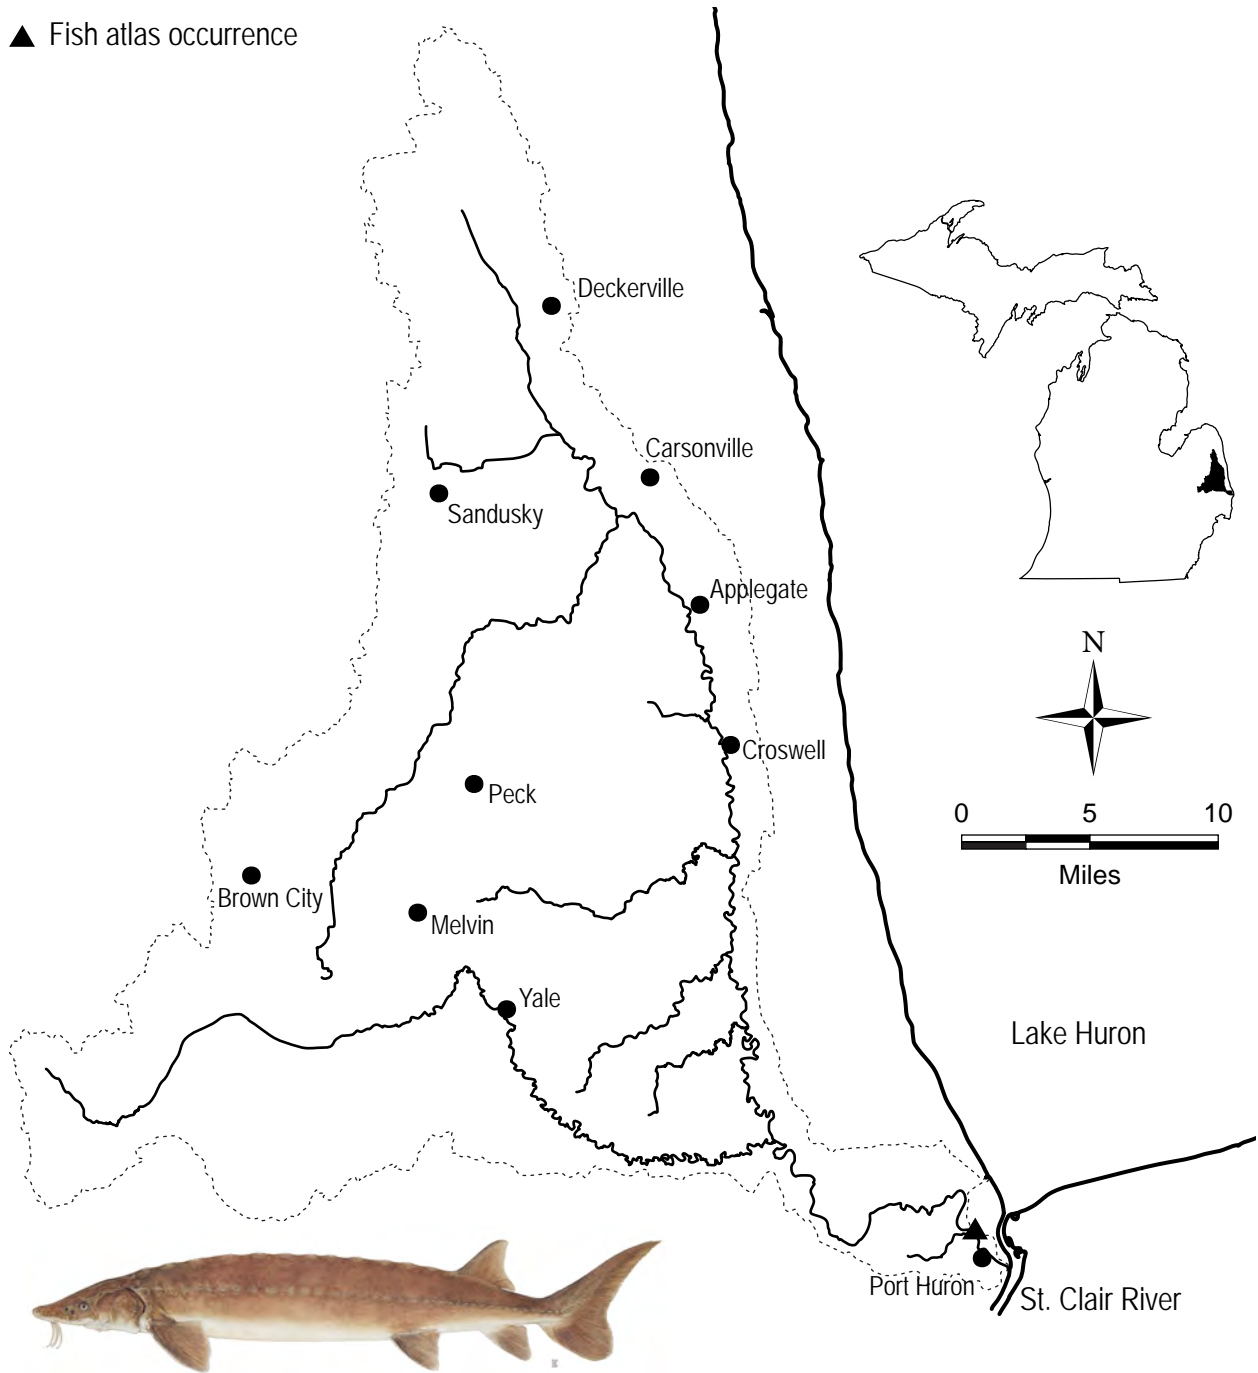 Fish atlas occurrence
Deckerville
Carsonville
Sandusky
Applegate
N
Croswell
Peck
0 5 10
Miles
Brown City
Melvin
Yale
Lake Huron
Port Huron
St. Clair River